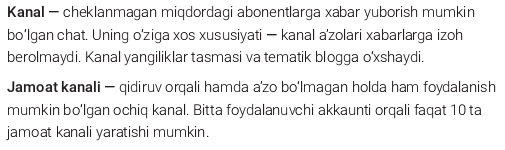 Kanal — cheklanmagan miqdordagi abonentlarga xabar yuborish mumkin
bo‘lgan chat. Uning o‘ziga xos xususiyati — kanal a’zolari xabarlarga izoh
berolmaydi. Kanal yangiliklar tasmasi va tematik blogga o‘xshaydi.
Jamoat kanali — qidiruv orqali hamda a’zo bo‘lmagan holda ham foydalanish
mumkin bo‘lgan ochiq kanal. Bitta foydalanuvchi akkaunti orqali faqat 10 ta
jamoat kanali yaratishi mumkin.